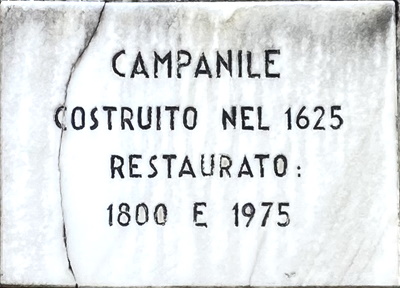 CAMPANILE
COSTRUITO NEL 1625
RESTAURATO:
1800 E 1975